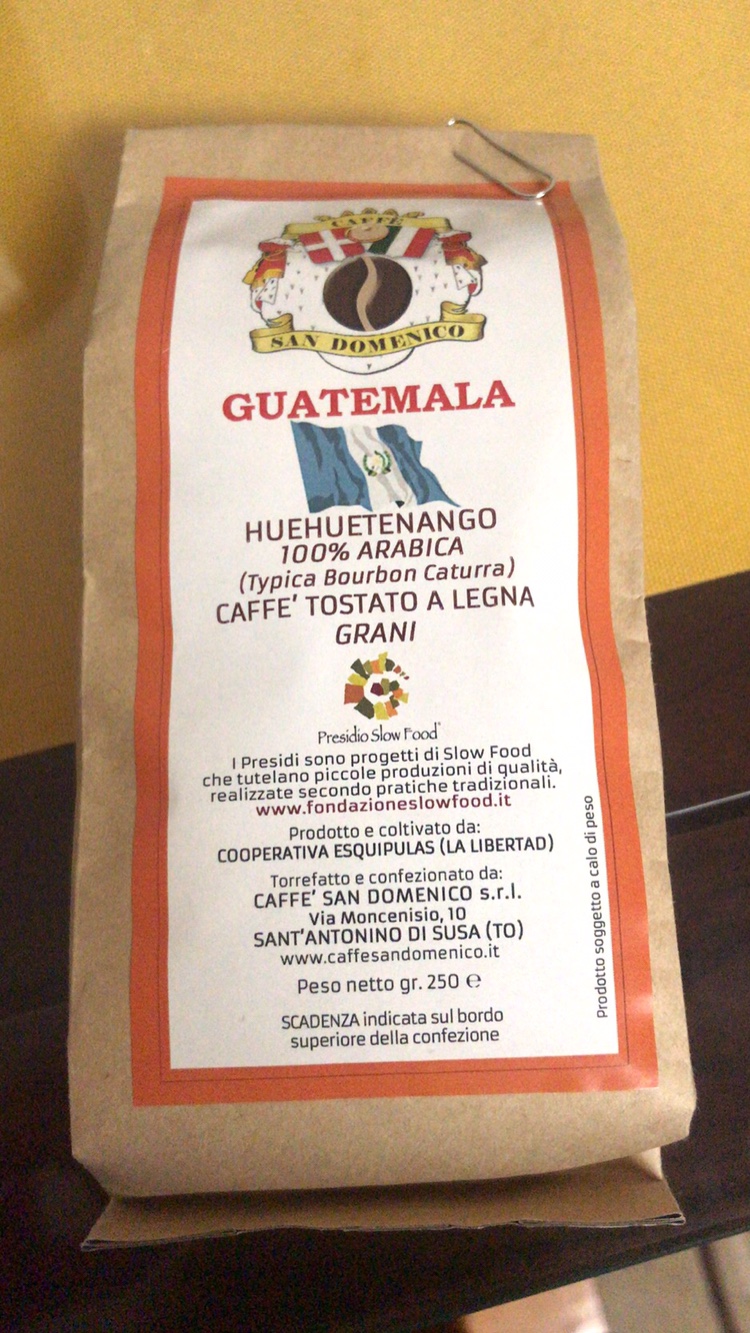 CAFFÈ
SAN DOMENICO
GUATEMALA
HUEHUETENANGO
100% ARABICA
(Typica Bourbon Caturra)
CAFFE' TOSTATO A LEGNA
GRANI
Presidio Slow Food®
I Presidi sono progetti di Slow Food
che tutelano piccole produzioni di qualità,
realizzate secondo pratiche tradizionali.
www.fondazioneslowfood.it
Prodotto e coltivato da:
COOPERATIVA ESQUIPULAS (LA LIBERTAD)
Torrefatto e confezionato da:
CAFFE' SAN DOMENICO s.r.l.
Via Moncenisio, 10
SANT'ANTONINO DI SUSA (TO)
www.caffesandomenico.it
Peso netto gr. 250 ℮
SCADENZA indicata sul bordo
superiore della confezione
Prodotto soggetto a calo di peso